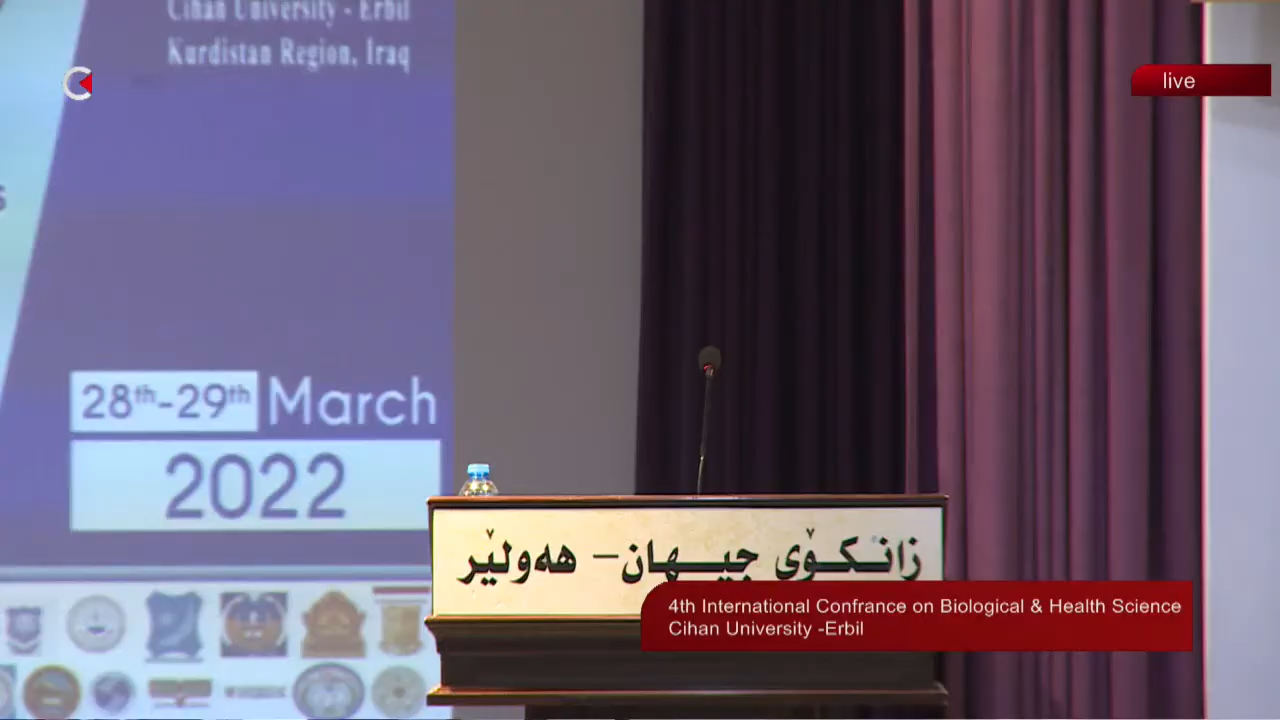 Cihan University - Erbil
Kurdistan Region, Iraq
live
28th-29th March
2022
زانکۆی جیهان - هەولێر
4th International Confrance on Biological & Health Science
Cihan University -Erbil